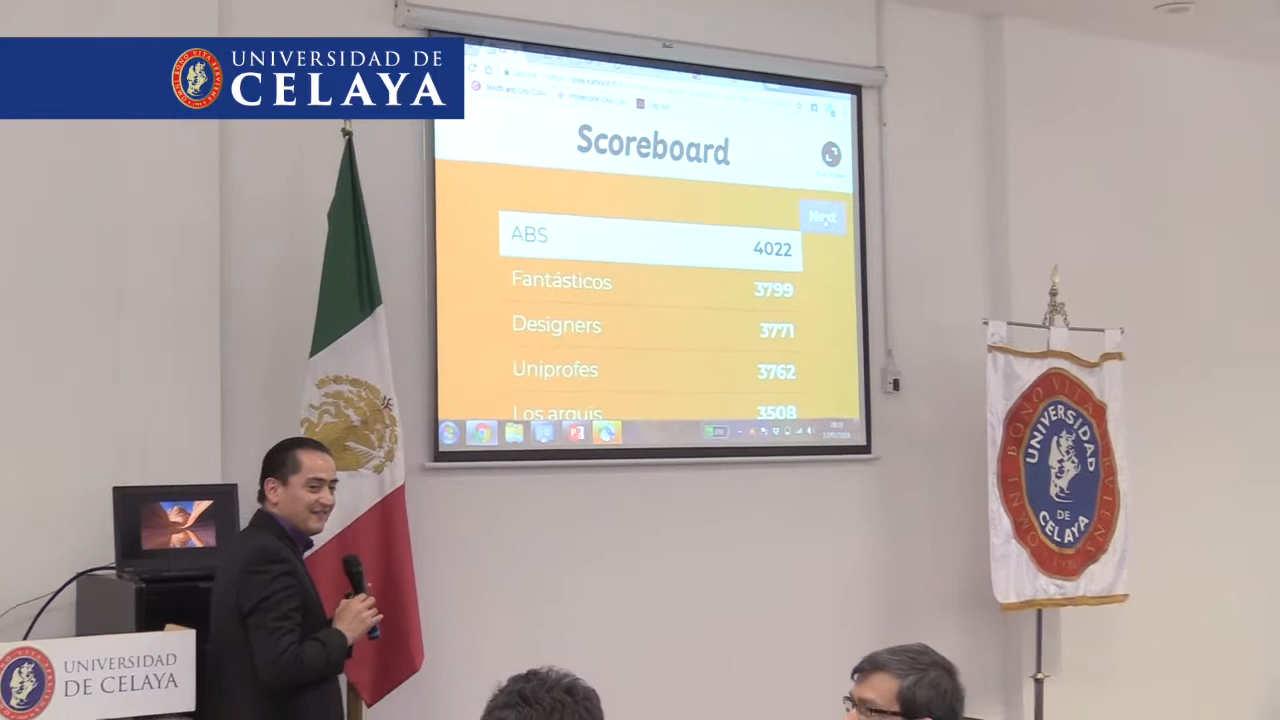 UNIVERSIDAD DE
CELAYA
Scoreboard
Next
ABS 4022
Fantásticos 3799
Designers 3771
Uniprofes 3762
Los arquis 3508
UNIVERSIDAD
DE
CELAYA
UNIVERSIDAD
DE CELAYA